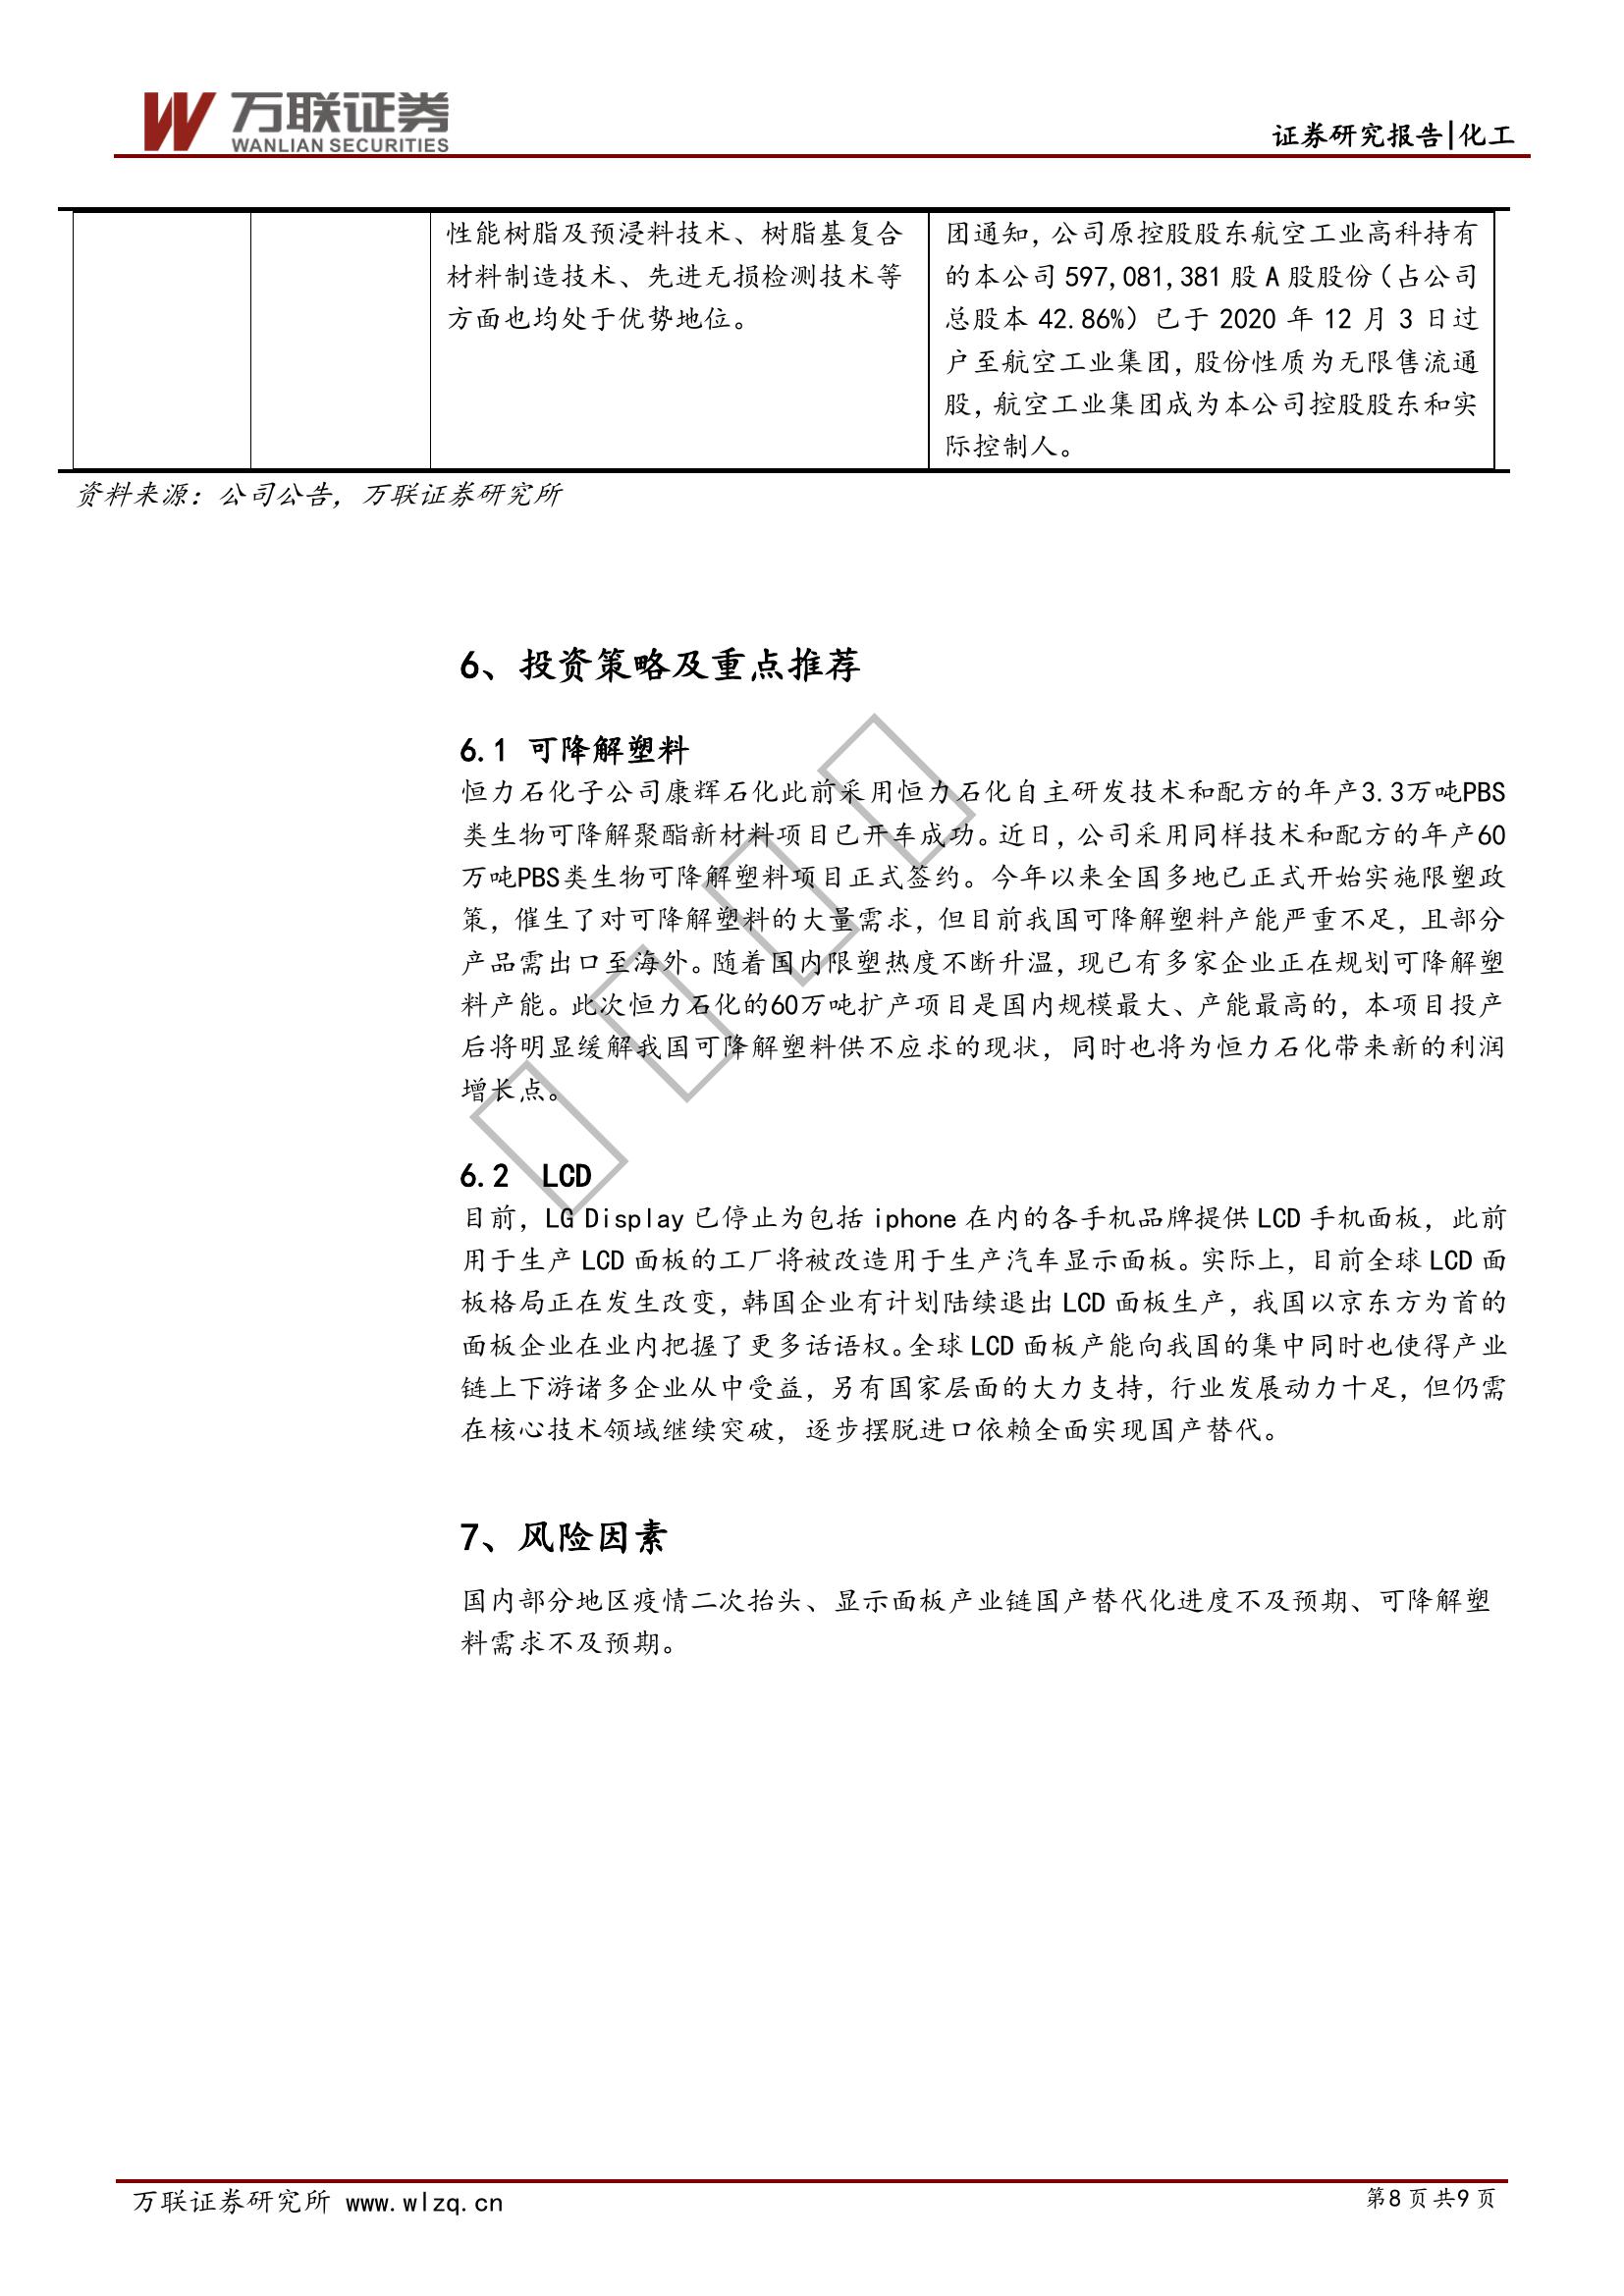 万联证券
WANLIAN SECURITIES
证券研究报告|化工
性能树脂及预浸料技术、树脂基复合
材料制造技术、先进无损检测技术等
方面也均处于优势地位。
团通知，公司原控股股东航空工业高科持有
的本公司 597,081,381 股 A 股股份（占公司
总股本 42.86%）已于 2020 年 12 月 3 日过
户至航空工业集团，股份性质为无限售流通
股，航空工业集团成为本公司控股股东和实
际控制人。
资料来源：公司公告，万联证券研究所
6、投资策略及重点推荐
6.1 可降解塑料
恒力石化子公司康辉石化此前采用恒力石化自主研发技术和配方的年产3.3万吨PBS
类生物可降解聚酯新材料项目已开车成功。近日，公司采用同样技术和配方的年产60
万吨PBS类生物可降解塑料项目正式签约。今年以来全国多地已正式开始实施限塑政
策，催生了对可降解塑料的大量需求，但目前我国可降解塑料产能严重不足，且部分
产品需出口至海外。随着国内限塑热度不断升温，现已有多家企业正在规划可降解塑
料产能。此次恒力石化的60万吨扩产项目是国内规模最大、产能最高的，本项目投产
后将明显缓解我国可降解塑料供不应求的现状，同时也将为恒力石化带来新的利润
增长点。
6.2 LCD
目前，LG Display 已停止为包括 iphone 在内的各手机品牌提供 LCD 手机面板，此前
用于生产 LCD 面板的工厂将被改造用于生产汽车显示面板。实际上，目前全球 LCD 面
板格局正在发生改变，韩国企业有计划陆续退出 LCD 面板生产，我国以京东方为首的
面板企业在业内把握了更多话语权。全球 LCD 面板产能向我国的集中同时也使得产业
链上下游诸多企业从中受益，另有国家层面的大力支持，行业发展动力十足，但仍需
在核心技术领域继续突破，逐步摆脱进口依赖全面实现国产替代。
7、风险因素
国内部分地区疫情二次抬头、显示面板产业链国产替代化进度不及预期、可降解塑
料需求不及预期。
万联证券研究所 www.wlzq.cn
第8页共9页